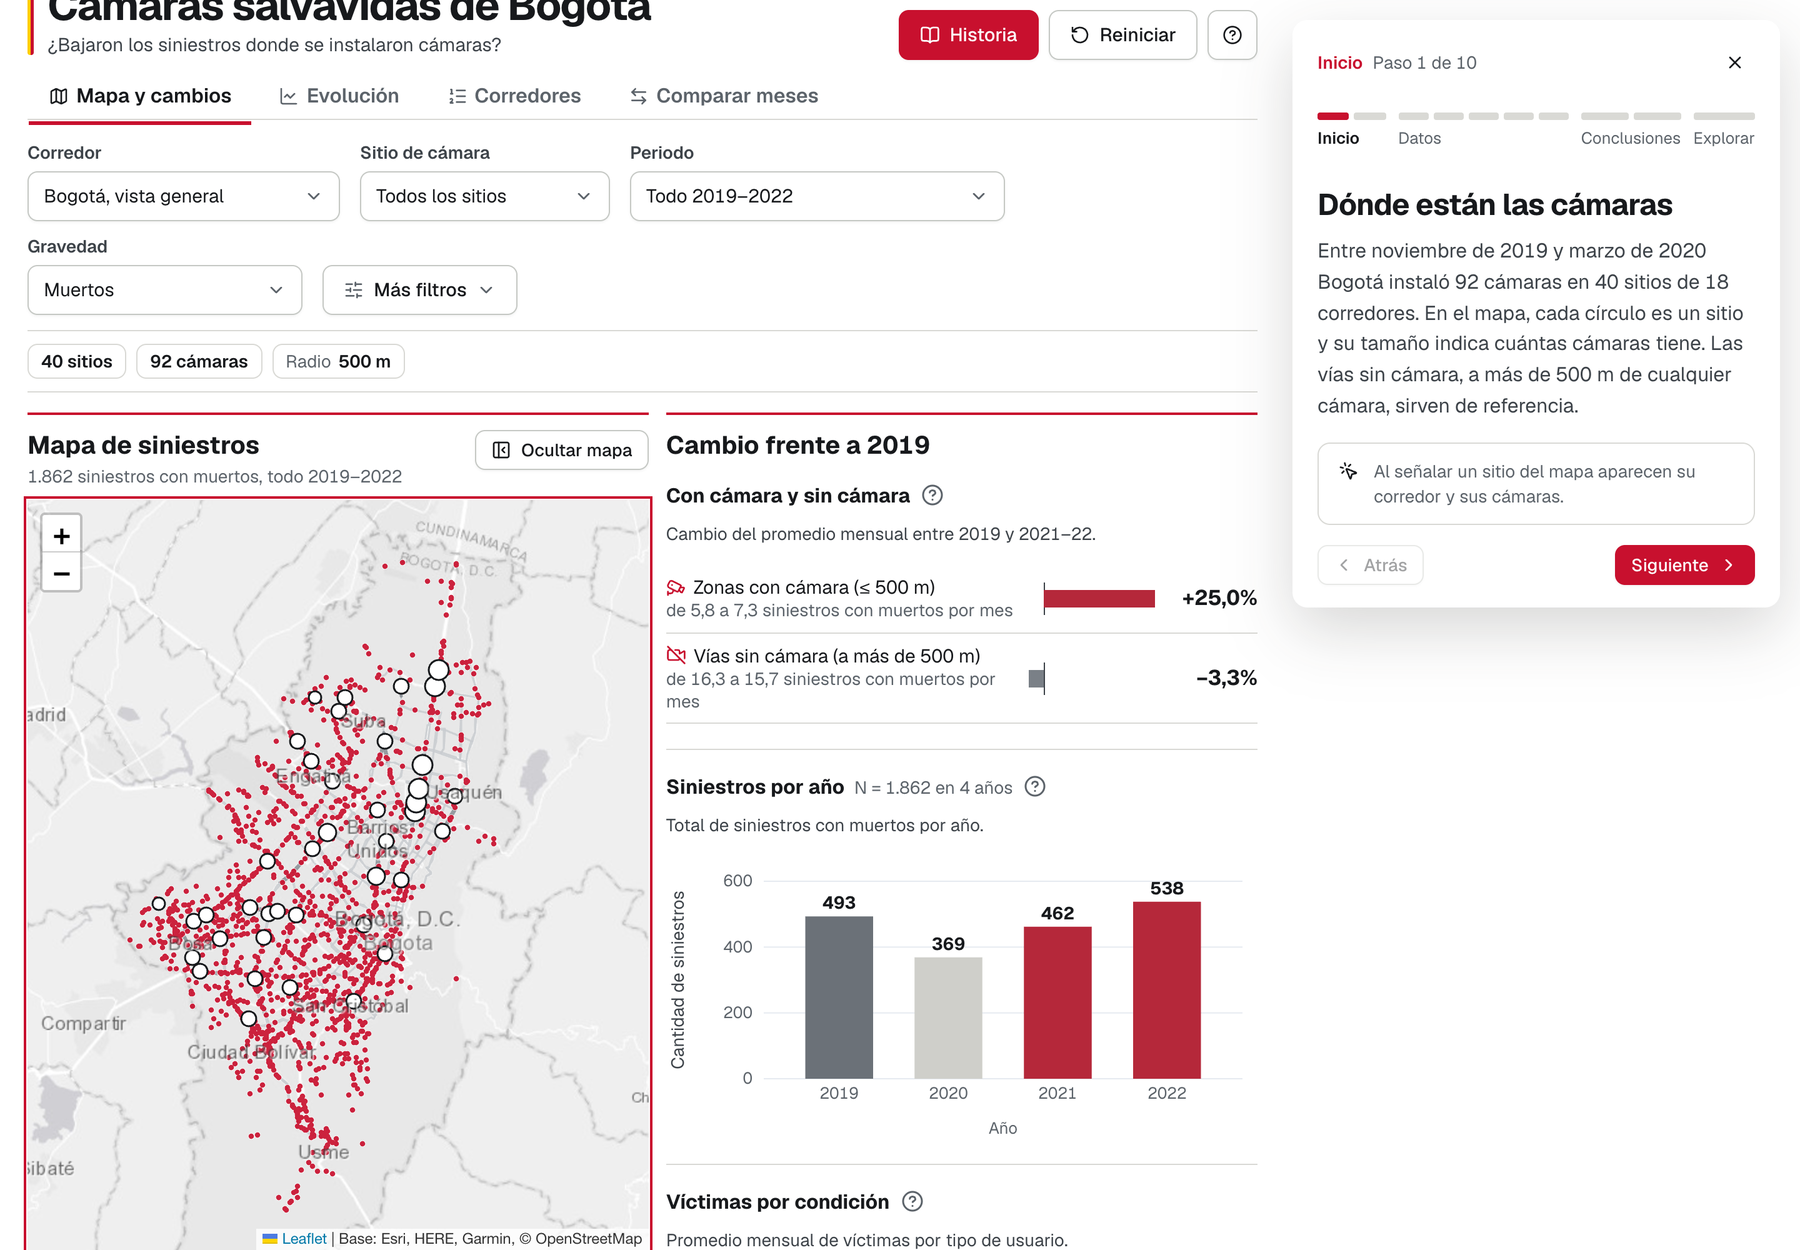 Cámaras salvavidas de Bogotá
¿Bajaron los siniestros donde se instalaron cámaras?
Historia
Reiniciar
Mapa y cambios
Evolución
Corredores
Comparar meses
Corredor
Bogotá, vista general
Sitio de cámara
Todos los sitios
Periodo
Todo 2019–2022
Gravedad
Muertos
Más filtros
40 sitios
92 cámaras
Radio 500 m
Mapa de siniestros
1.862 siniestros con muertos, todo 2019–2022
Ocultar mapa
+
−
CUNDINAMARCA
BOGOTÁ, D.C.
adrid
Suba
Engativá
Usaquén
Barrios
Unidos
Bogotá, D.C.
Bogota
Bosa
San Cristóbal
Compartir
Ciudad Bolívar
Ch
Usme
Sibaté
Leaflet | Base: Esri, HERE, Garmin, © OpenStreetMap
Cambio frente a 2019
Con cámara y sin cámara
Cambio del promedio mensual entre 2019 y 2021–22.
Zonas con cámara (≤ 500 m)
de 5,8 a 7,3 siniestros con muertos por mes
+25,0%
Vías sin cámara (a más de 500 m)
de 16,3 a 15,7 siniestros con muertos por
mes
−3,3%
Siniestros por año N = 1.862 en 4 años
Total de siniestros con muertos por año.
Cantidad de siniestros
600
400
200
0
493
369
462
538
2019
2020
2021
2022
Año
Víctimas por condición
Promedio mensual de víctimas por tipo de usuario.
Inicio Paso 1 de 10
Inicio
Datos
Conclusiones
Explorar
Dónde están las cámaras
Entre noviembre de 2019 y marzo de 2020
Bogotá instaló 92 cámaras en 40 sitios de 18
corredores. En el mapa, cada círculo es un sitio
y su tamaño indica cuántas cámaras tiene. Las
vías sin cámara, a más de 500 m de cualquier
cámara, sirven de referencia.
Al señalar un sitio del mapa aparecen su
corredor y sus cámaras.
Atrás
Siguiente